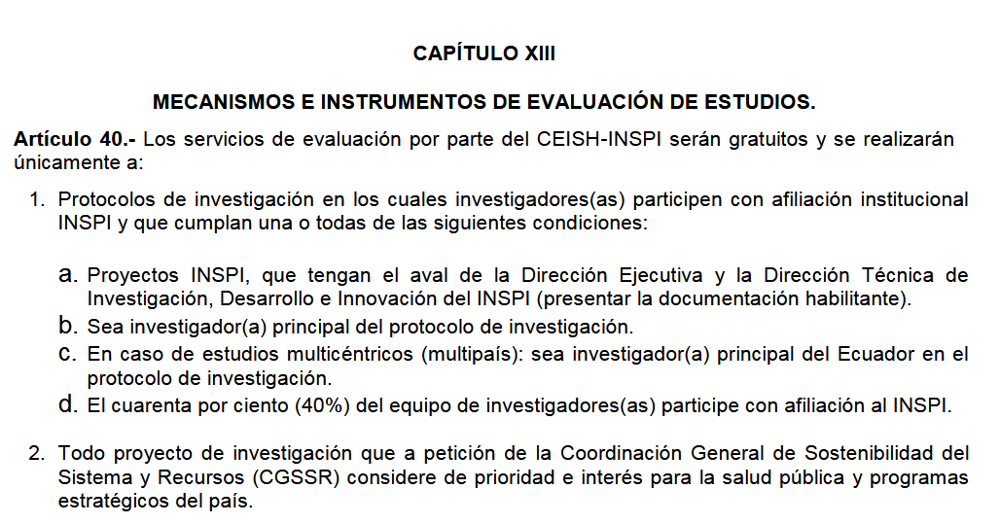 CAPÍTULO XIII
MECANISMOS E INSTRUMENTOS DE EVALUACIÓN DE ESTUDIOS.
Artículo 40.- Los servicios de evaluación por parte del CEISH-INSPI serán gratuitos y se realizarán
únicamente a:
1. Protocolos de investigación en los cuales investigadores(as) participen con afiliación institucional
INSPI y que cumplan una o todas de las siguientes condiciones:
a. Proyectos INSPI, que tengan el aval de la Dirección Ejecutiva y la Dirección Técnica de
Investigación, Desarrollo e Innovación del INSPI (presentar la documentación habilitante).
b. Sea investigador(a) principal del protocolo de investigación.
c. En caso de estudios multicéntricos (multipaís): sea investigador(a) principal del Ecuador en el
protocolo de investigación.
d. El cuarenta por ciento (40%) del equipo de investigadores(as) participe con afiliación al INSPI.
2. Todo proyecto de investigación que a petición de la Coordinación General de Sostenibilidad del
Sistema y Recursos (CGSSR) considere de prioridad e interés para la salud pública y programas
estratégicos del país.